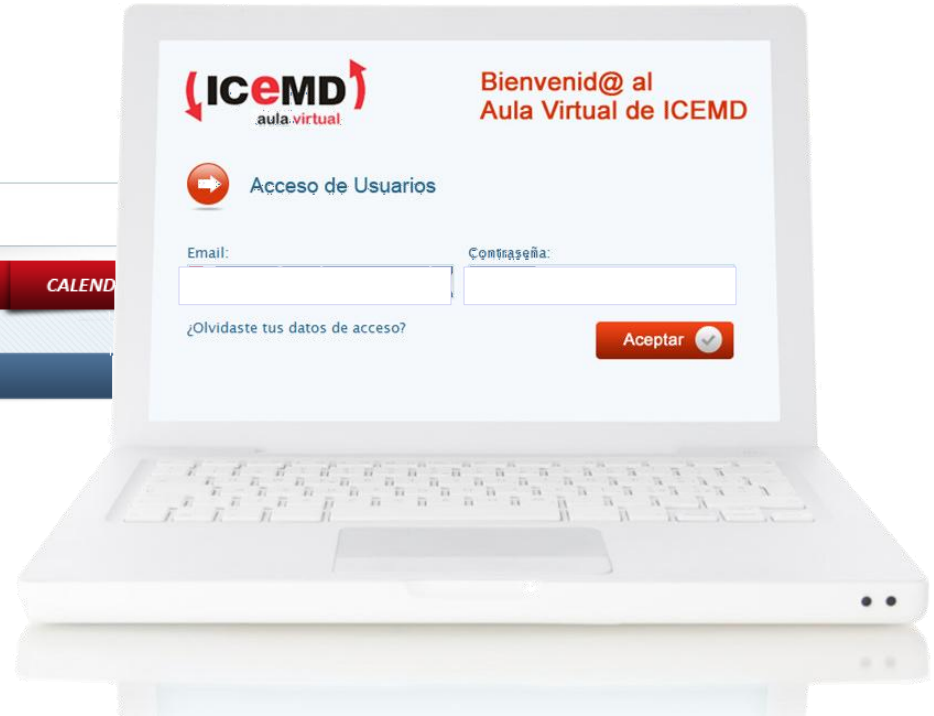 (ICeMD)
aula virtual
Bienvenid@ al
Aula Virtual de ICEMD
Acceso de Usuarios
Email:
Contraseña:
CALEND
¿Olvidaste tus datos de acceso?
Aceptar